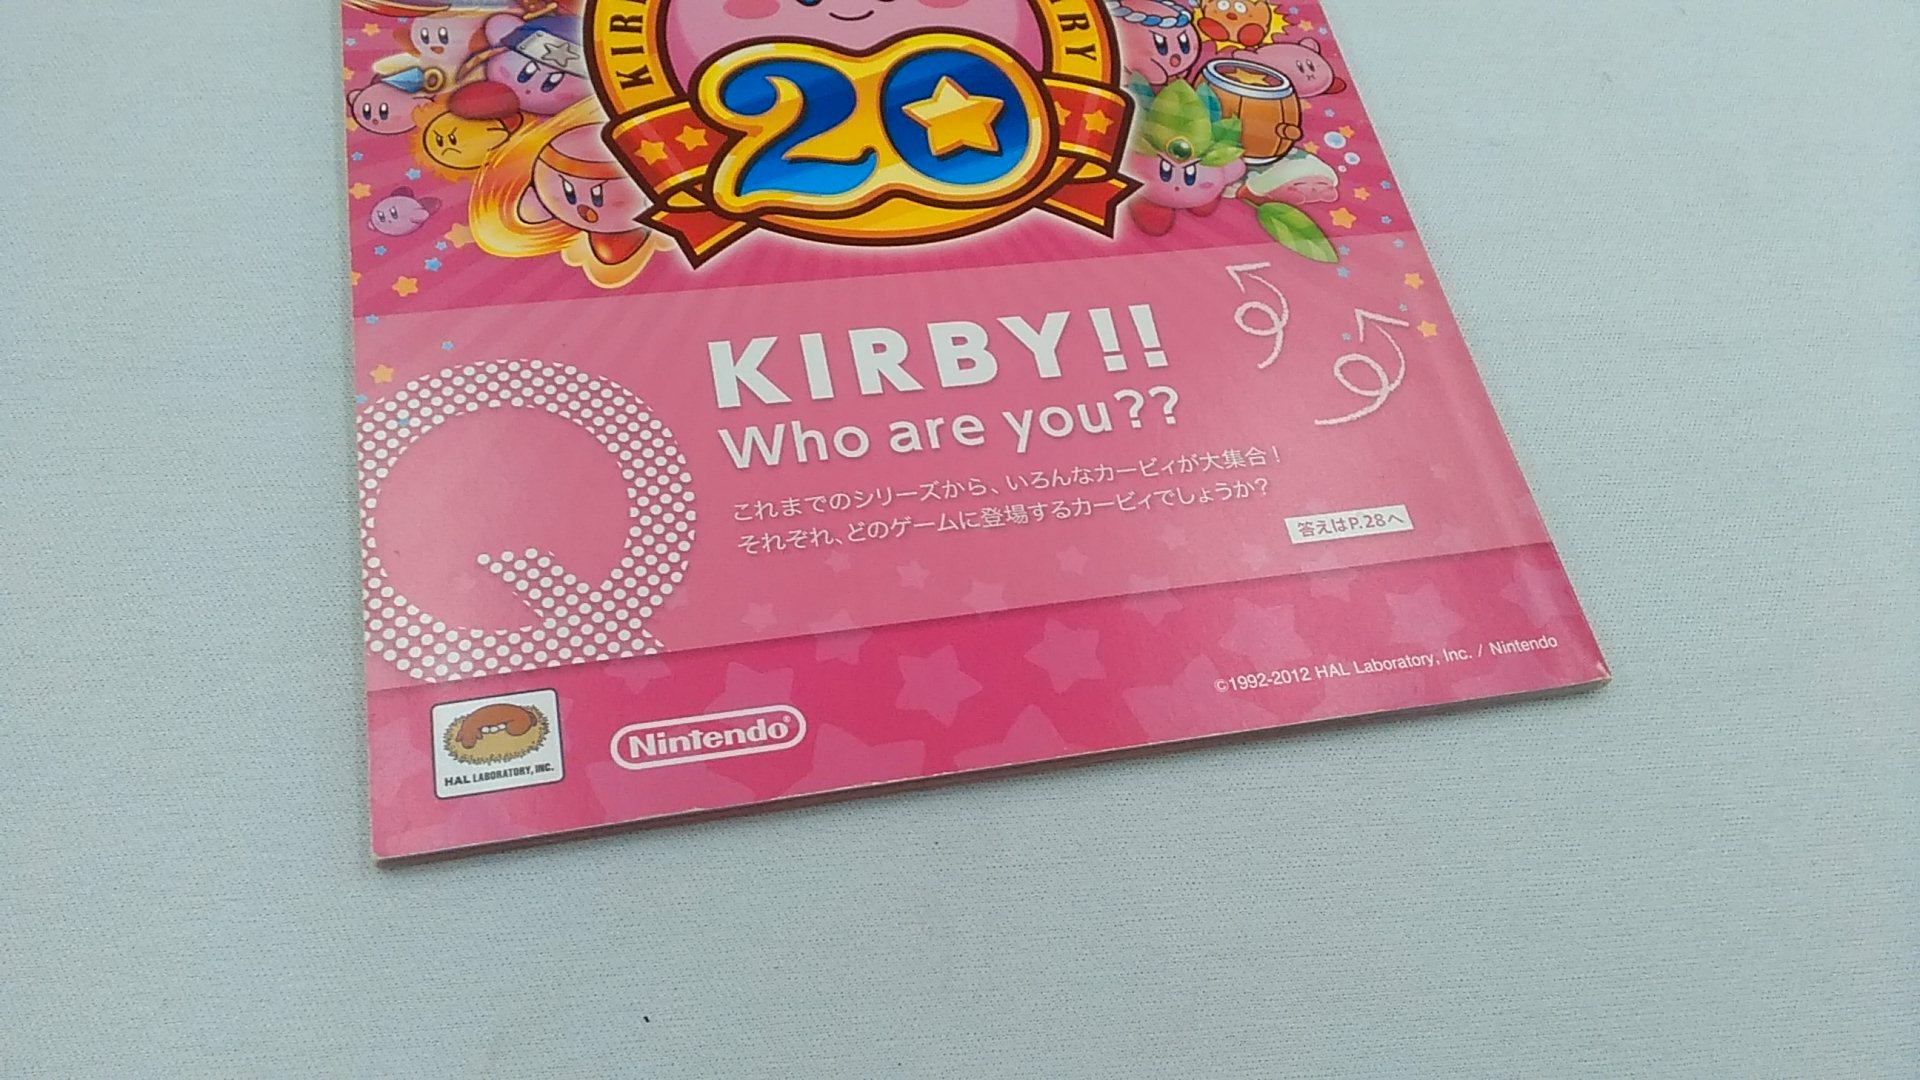 20
KIRBY!!
Who are you??
これまでのシリーズから、いろんなカービィが大集合!
それぞれ、どのゲームに登場するカービィでしょうか?
答えはP.28へ
Q
©1992-2012 HAL Laboratory, Inc. / Nintendo
HAL LABORATORY, INC.
Nintendo®